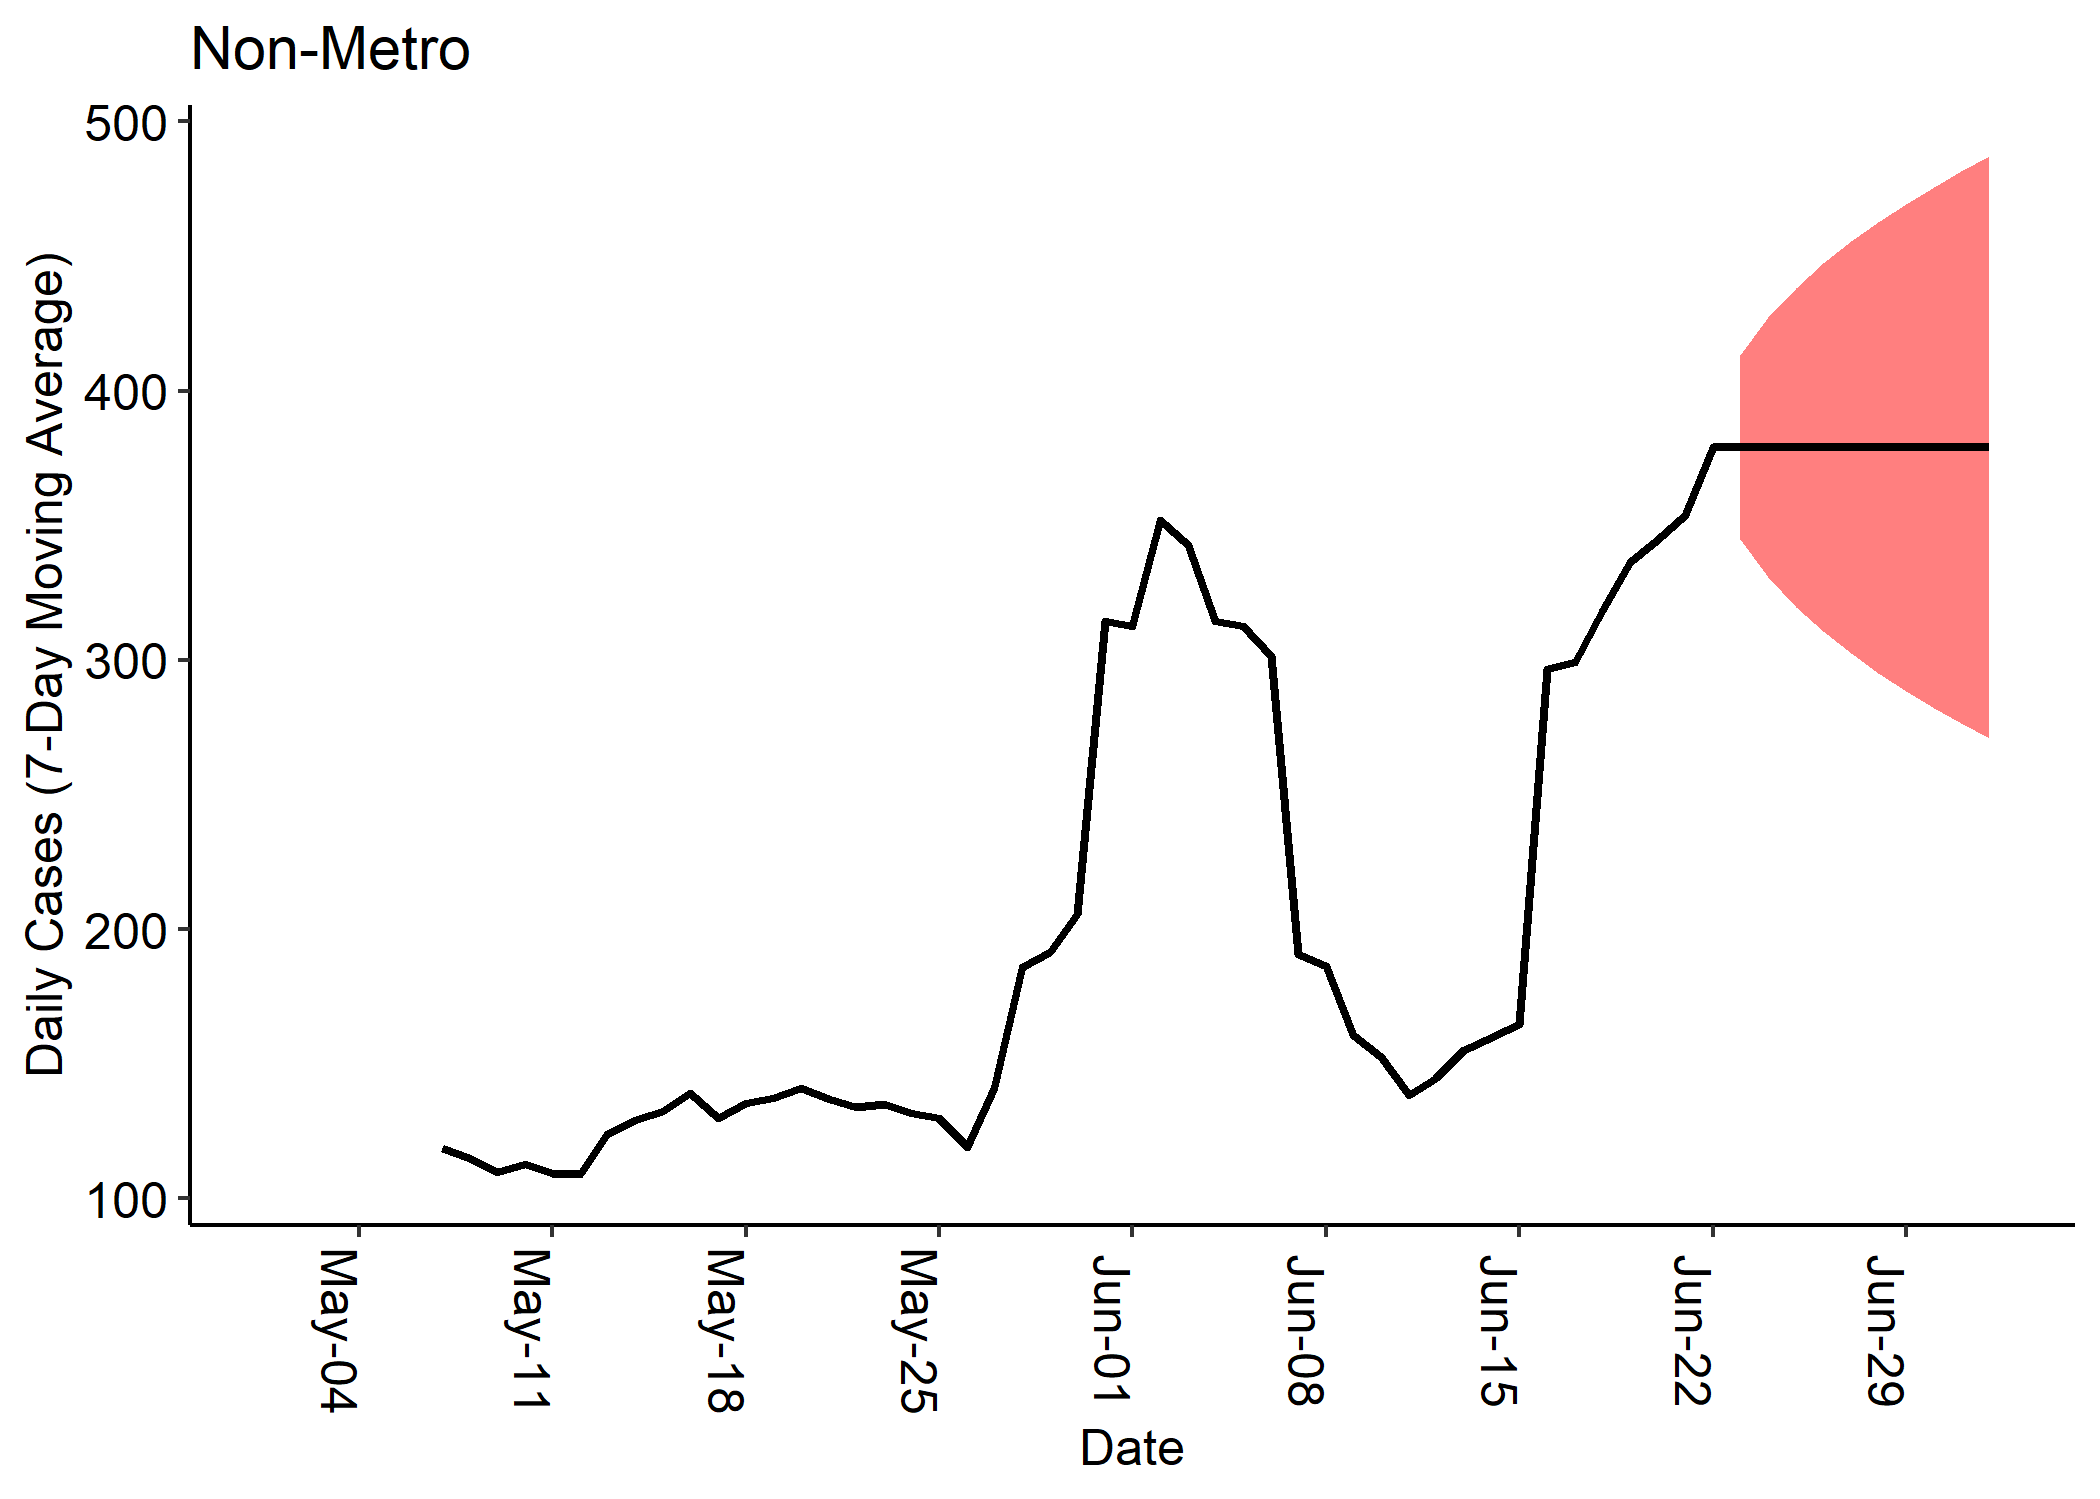 Non-Metro
Daily Cases (7-Day Moving Average)
500
400
300
200
100
May-04
May-11
May-18
May-25
Jun-01
Jun-08
Jun-15
Jun-22
Jun-29
Date